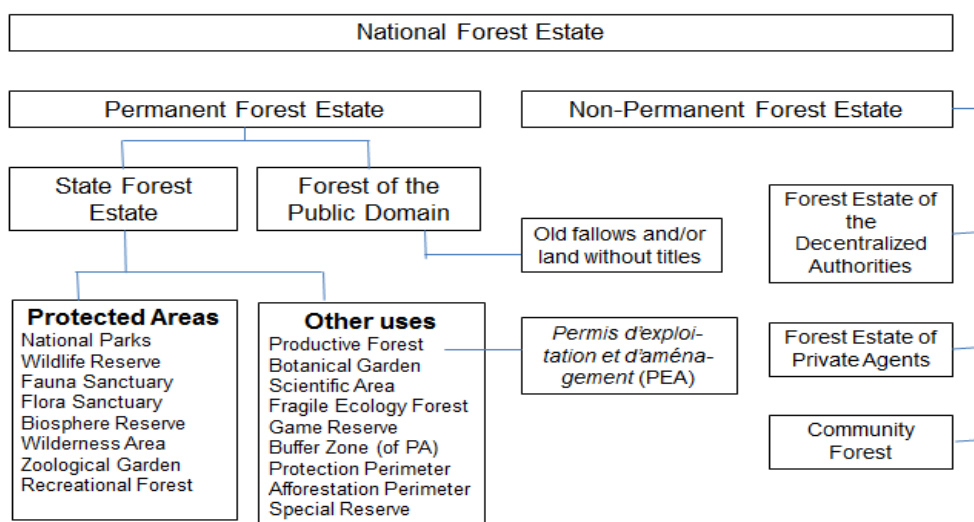 National Forest Estate
Permanent Forest Estate
Non-Permanent Forest Estate
State Forest
Estate
Forest of the
Public Domain
Old fallows and/or
land without titles
Forest Estate of
the
Decentralized
Authorities
Protected Areas
National Parks
Wildlife Reserve
Fauna Sanctuary
Flora Sanctuary
Biosphere Reserve
Wilderness Area
Zoological Garden
Recreational Forest
Other uses
Productive Forest
Botanical Garden
Scientific Area
Fragile Ecology Forest
Game Reserve
Buffer Zone (of PA)
Protection Perimeter
Afforestation Perimeter
Special Reserve
Permis d'exploi-
tation et d'aména-
gement (PEA)
Forest Estate of
Private Agents
Community
Forest